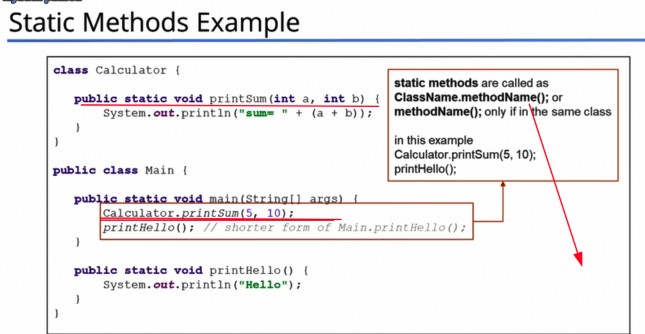 Static Methods Example
class Calculator {
public static void printSum(int a, int b) {
System.out.println("sum= " + (a + b));
}
}
public class Main {
public static void main(String[] args) {
Calculator.printSum(5, 10);
printHello(); // shorter form of Main.printHello();
}
public static void printHello() {
System.out.println("Hello");
}
}
static methods are called as
ClassName.methodName(); or
methodName(); only if in the same class
in this example
Calculator.printSum(5, 10);
printHello();